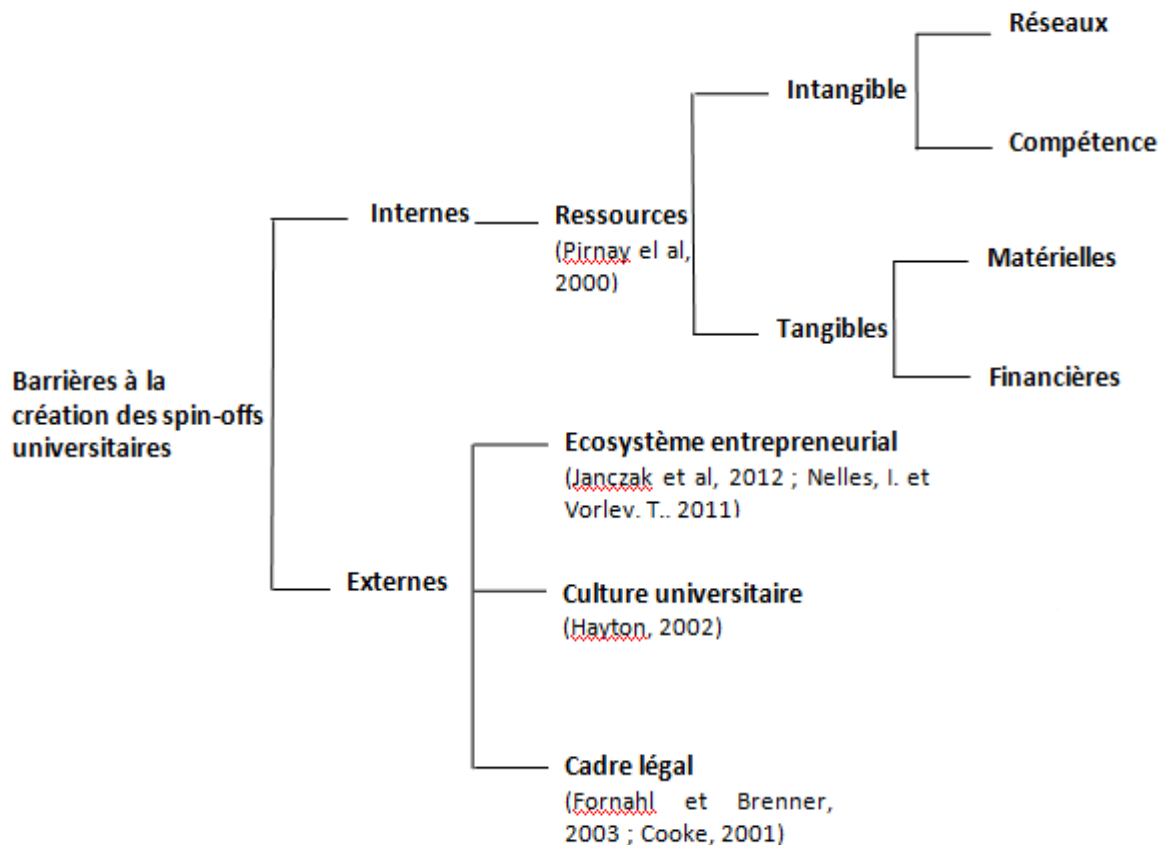 Réseaux
Intangible
Compétence
Internes
Ressources
(Pirnay el al,
2000)
Matérielles
Tangibles
Financières
Barrières à la
création des spin-offs
universitaires
Ecosystème entrepreneurial
(Janczak et al, 2012 ; Nelles, I. et
Vorley. T.. 2011)
Externes
Culture universitaire
(Hayton, 2002)
Cadre légal
(Fornahl et Brenner,
2003 ; Cooke, 2001)